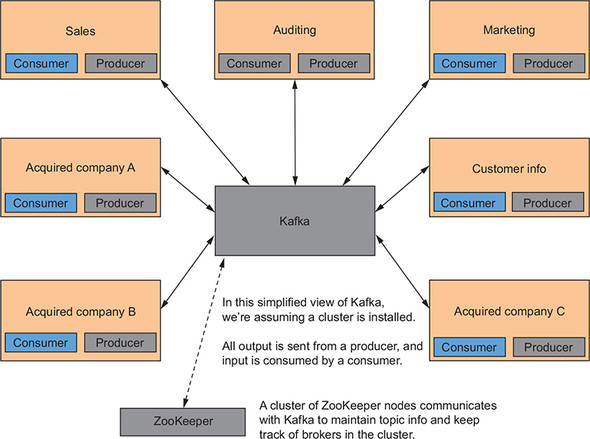 Sales
Consumer Producer
Auditing
Consumer Producer
Marketing
Consumer Producer
Acquired company A
Consumer Producer
Kafka
Customer info
Consumer Producer
Acquired company B
Consumer Producer
In this simplified view of Kafka,
we're assuming a cluster is installed.
All output is sent from a producer, and
input is consumed by a consumer.
Acquired company C
Consumer Producer
ZooKeeper
A cluster of ZooKeeper nodes communicates
with Kafka to maintain topic info and keep
track of brokers in the cluster.